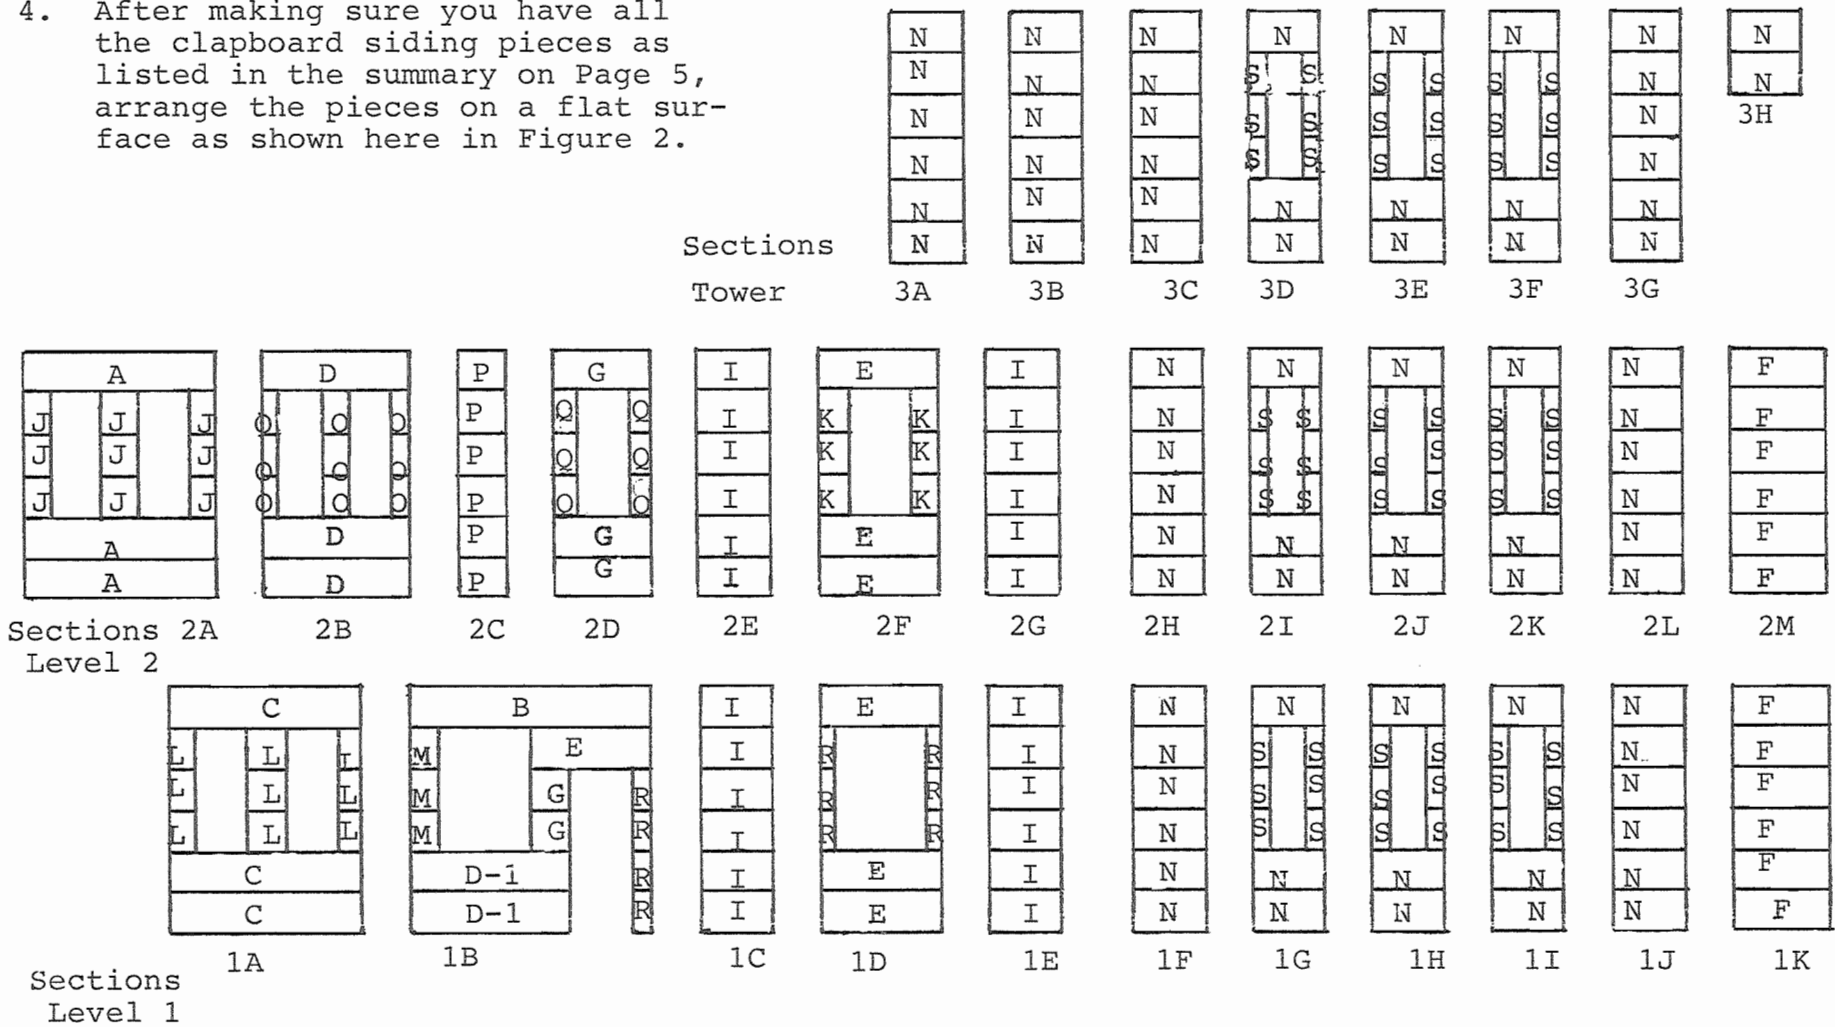 4. After making sure you have all
the clapboard siding pieces as
listed in the summary on Page 5,
arrange the pieces on a flat sur-
face as shown here in Figure 2.
N N N N N N N N
N N N S S S S S S N N
3H
N N N S S S S S S N
N N N S S S S S S N
N N N N N N N
Sections N N N N N N N
Tower 3A 3B 3C 3D 3E 3F 3G
A D P G I E I N N N N N F
J J J O O O P O O I K K I N S S S S S S N F
J J J O O O P O O I K K I N S S S S S S N F
J J J O O O P O O I K K I N S S S S S S N F
A D P G I E I N N N N N F
A D P G I E I N N N N N F
Sections 2A 2B 2C 2D 2E 2F 2G 2H 2I 2J 2K 2L 2M
Level 2
C B I E I N N N N N F
L L L M E I R R I N S S S S S S N F
L L L M G R I R R I N S S S S S S N F
L L L M G R I R R I N S S S S S S N F
C D-1 R I E I N N N N N F
C D-1 R I E I N N N N N F
1A 1B 1C 1D 1E 1F 1G 1H 1I 1J 1K
Sections
Level 1